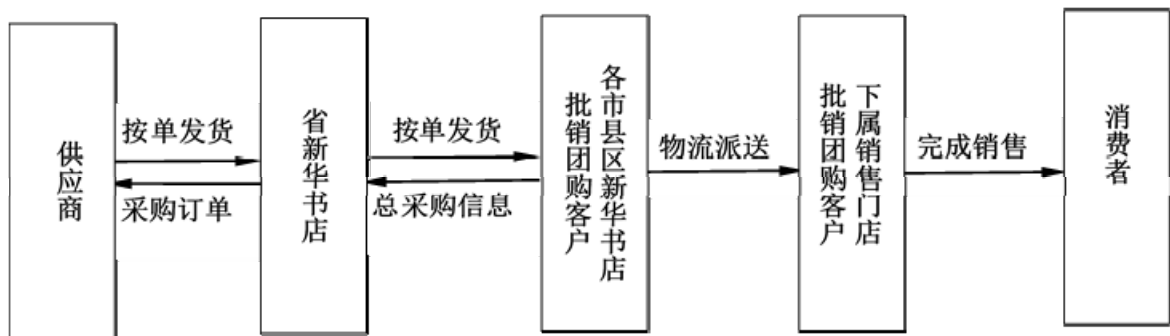 供应商
按单发货
采购订单
省新华书店
按单发货
总采购信息
各市县区新华书店
批销团购客户
物流派送
下属销售门店
批销团购客户
完成销售
消费者